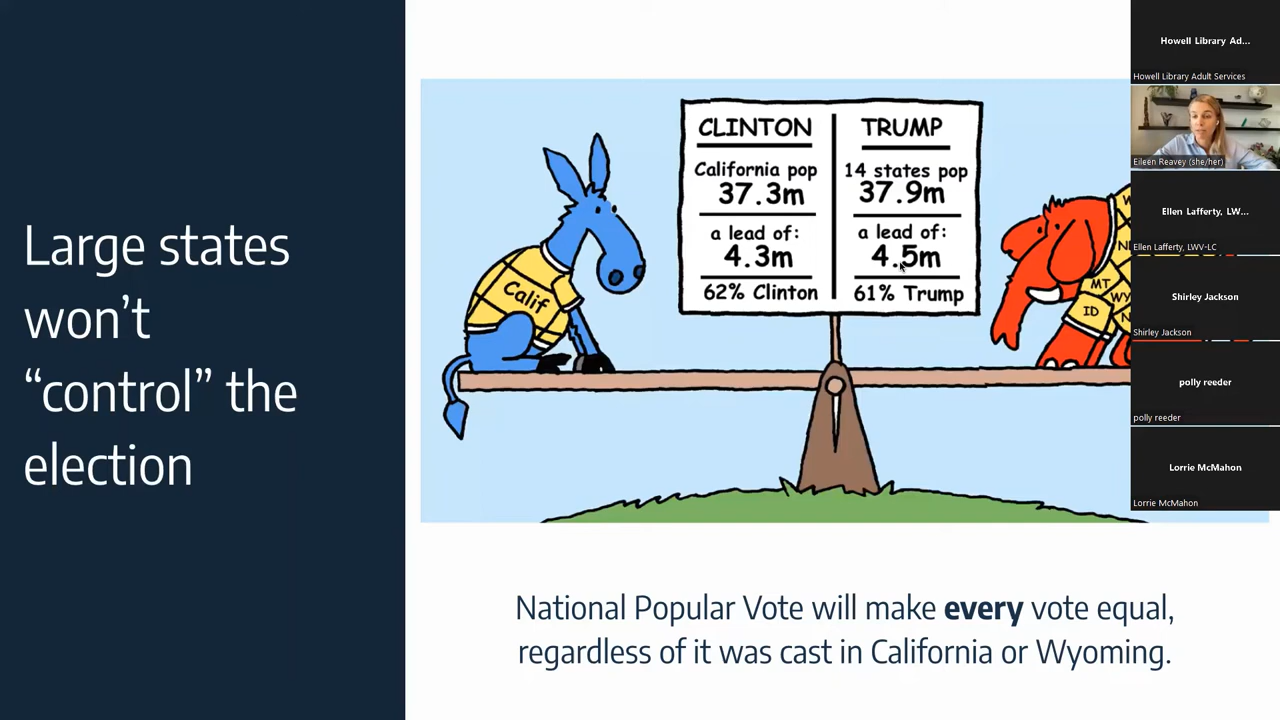 Large states
won’t
“control” the
election
CLINTON
California pop
37.3m
a lead of:
4.3m
62% Clinton
TRUMP
14 states pop
37.9m
a lead of:
4.5m
61% Trump
Calif
MT
ID
National Popular Vote will make every vote equal,
regardless of it was cast in California or Wyoming.
Howell Library Ad...
Howell Library Adult Services
Eileen Reavey (she/her)
Ellen Lafferty, LW...
Ellen Lafferty, LWV-LC
Shirley Jackson
Shirley Jackson
polly reeder
polly reeder
Lorrie McMahon
Lorrie McMahon